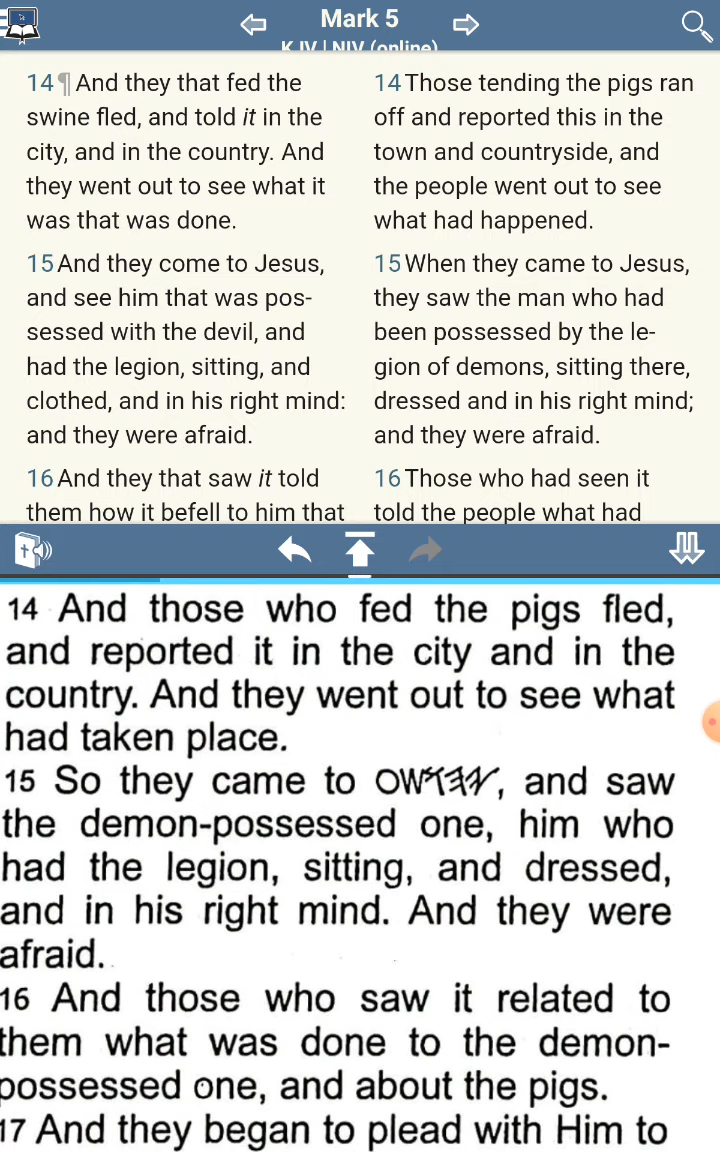 Mark 5
KJV | NIV (online)
14 ¶ And they that fed the
swine fled, and told it in the
city, and in the country. And
they went out to see what it
was that was done.
15 And they come to Jesus,
and see him that was pos-
sessed with the devil, and
had the legion, sitting, and
clothed, and in his right mind:
and they were afraid.
16 And they that saw it told
them how it befell to him that
14 Those tending the pigs ran
off and reported this in the
town and countryside, and
the people went out to see
what had happened.
15 When they came to Jesus,
they saw the man who had
been possessed by the le-
gion of demons, sitting there,
dressed and in his right mind;
and they were afraid.
16 Those who had seen it
told the people what had
14 And those who fed the pigs fled,
and reported it in the city and in the
country. And they went out to see what
had taken place.
15 So they came to 𐤏𐤅𐤔𐤅𐤄𐤉, and saw
the demon-possessed one, him who
had the legion, sitting, and dressed,
and in his right mind. And they were
afraid.
16 And those who saw it related to
them what was done to the demon-
possessed one, and about the pigs.
17 And they began to plead with Him to